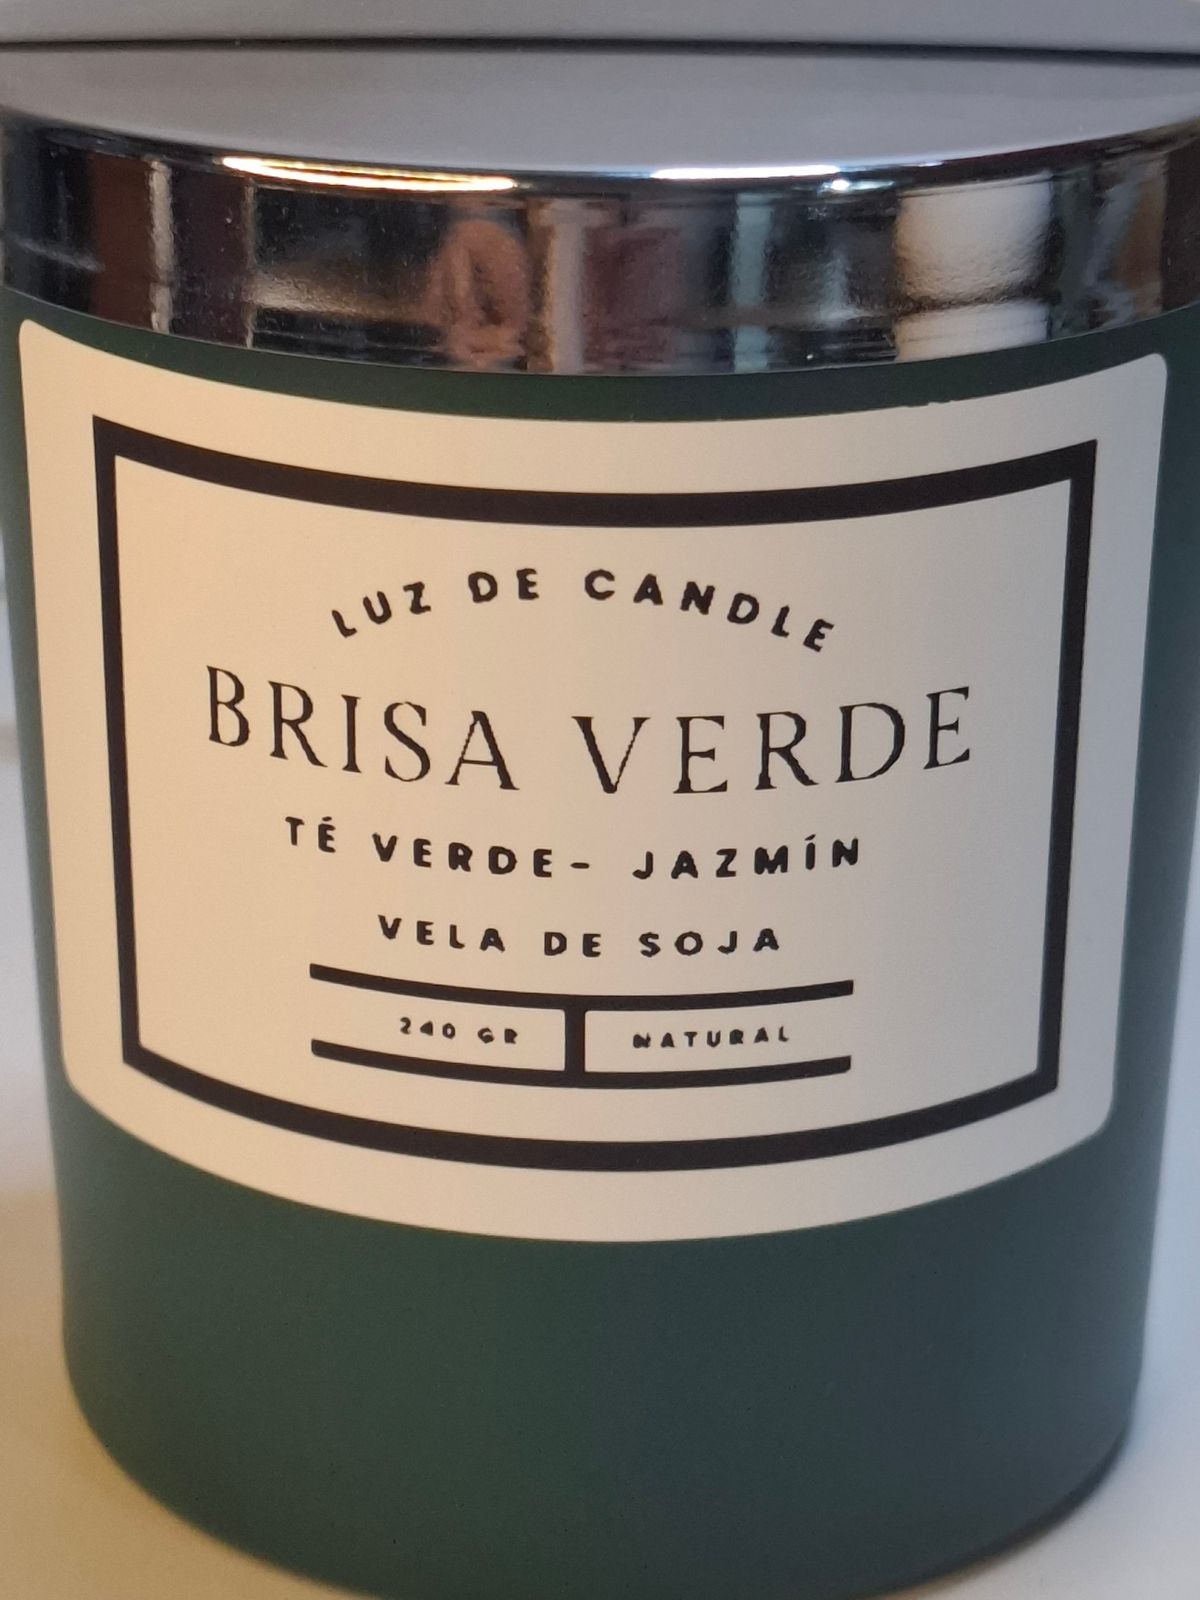 LUZ DE CANDLE
BRISA VERDE
TÉ VERDE- JAZMÍN
VELA DE SOJA
240 GR NATURAL